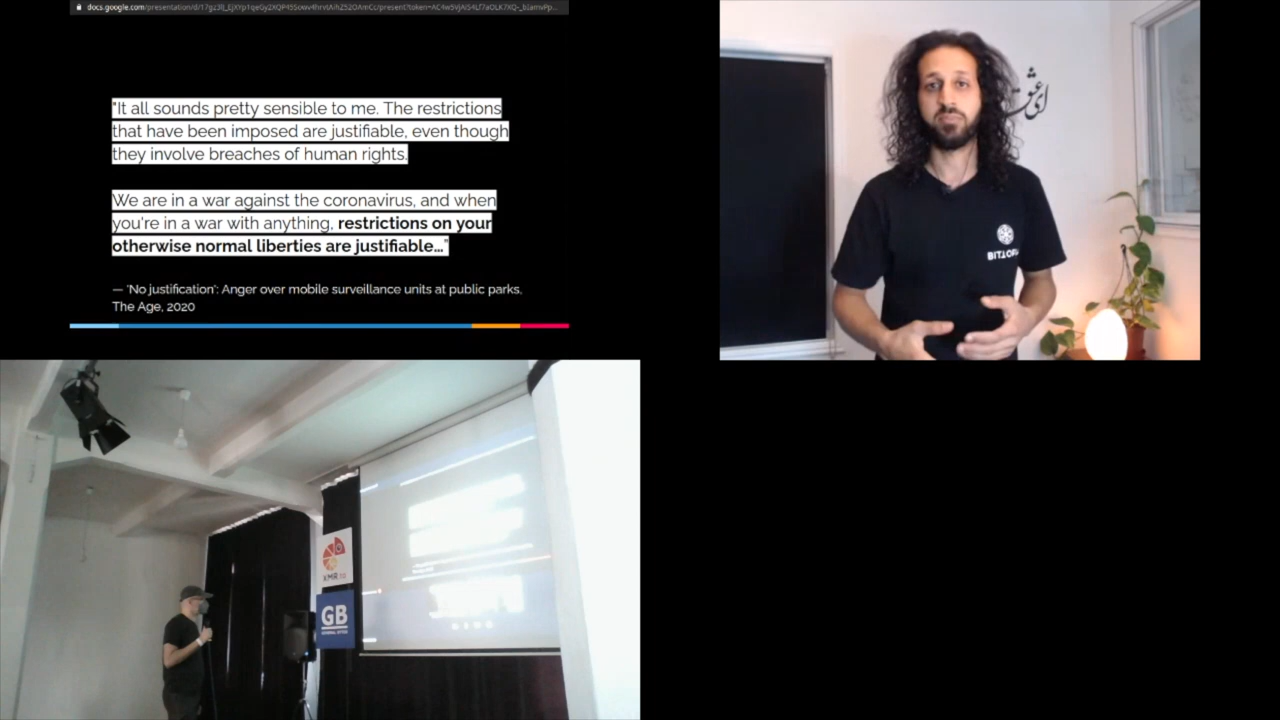 "It all sounds pretty sensible to me. The restrictions
that have been imposed are justifiable, even though
they involve breaches of human rights.
We are in a war against the coronavirus, and when
you're in a war with anything, restrictions on your
otherwise normal liberties are justifiable…"
— 'No justification': Anger over mobile surveillance units at public parks,
The Age, 2020
ای عشق
XMR
GB